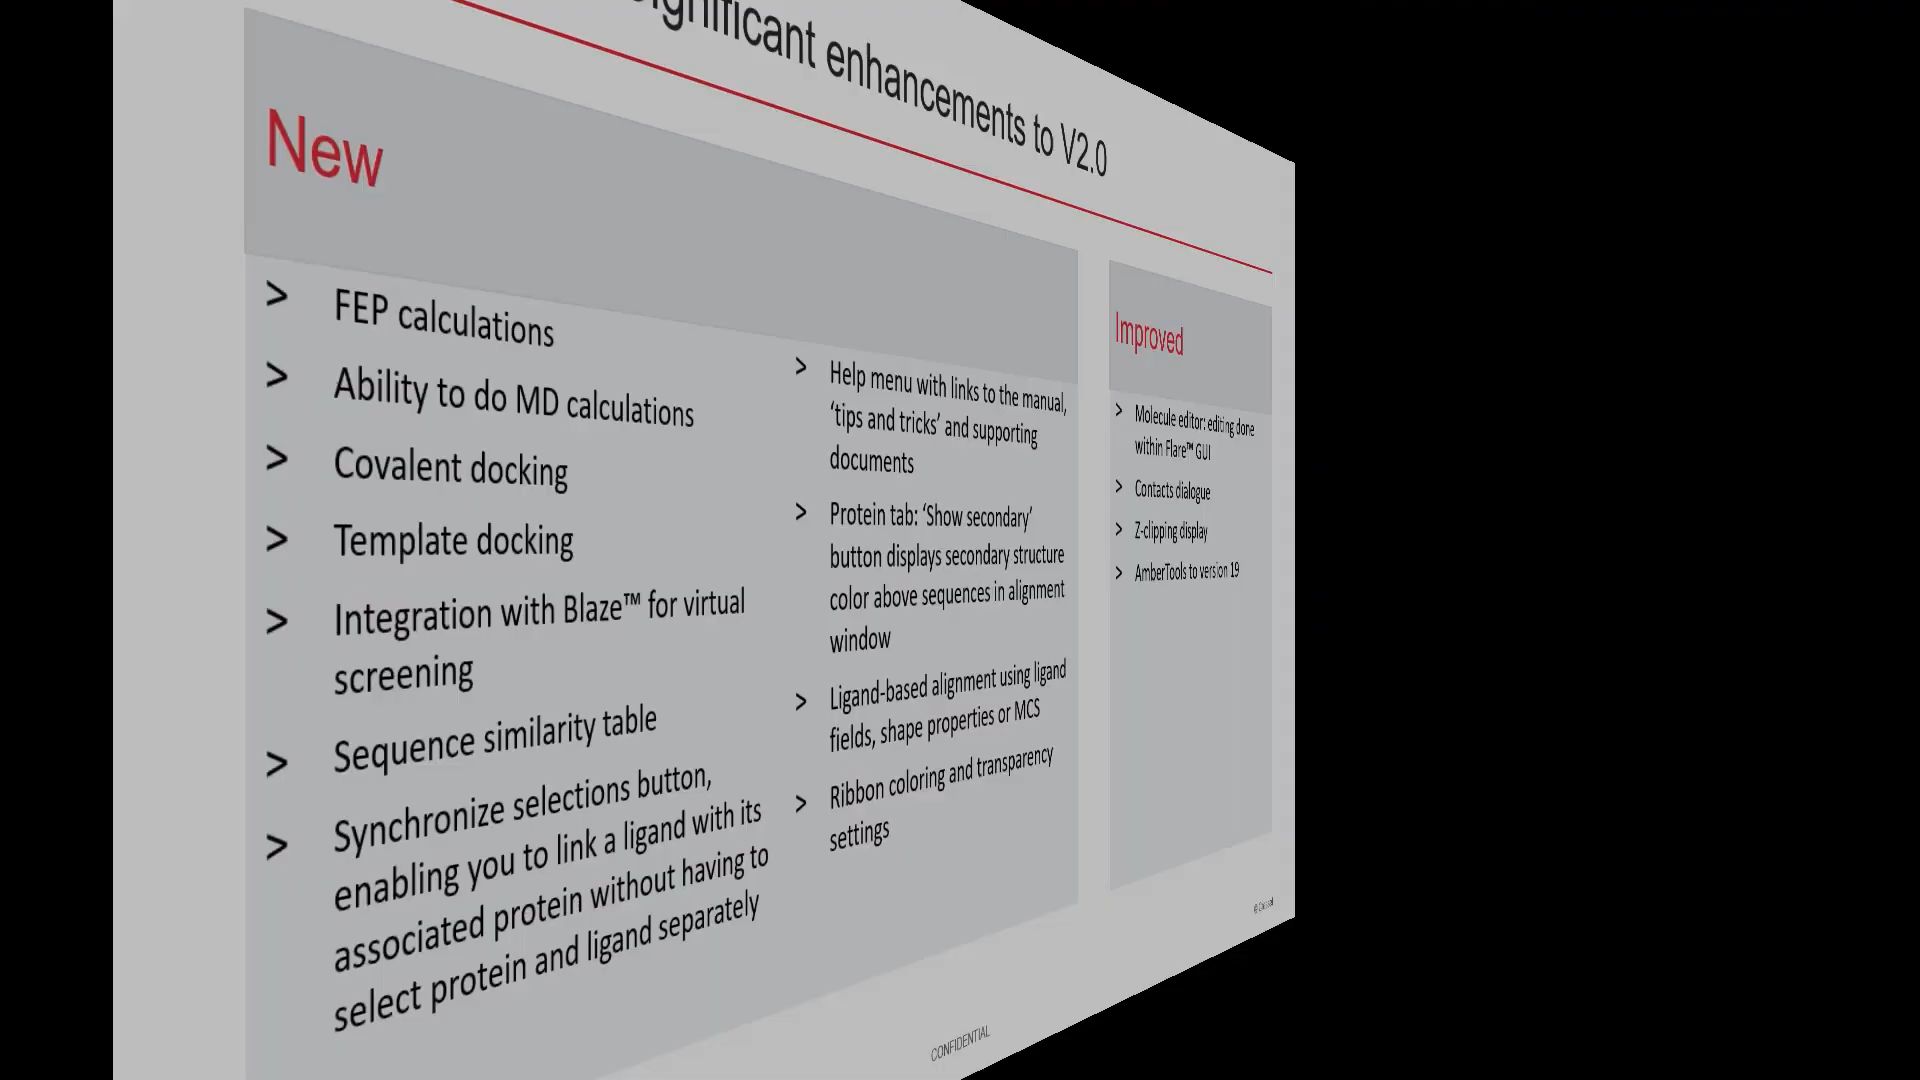 significant enhancements to V2.0
New
> FEP calculations
> Ability to do MD calculations
> Covalent docking
> Template docking
> Integration with Blaze™ for virtual
screening
> Sequence similarity table
> Synchronize selections button,
enabling you to link a ligand with its
associated protein without having to
select protein and ligand separately
> Help menu with links to the manual,
‘tips and tricks’ and supporting
documents
> Protein tab: ‘Show secondary’
button displays secondary structure
color above sequences in alignment
window
> Ligand-based alignment using ligand
fields, shape properties or MCS
> Ribbon coloring and transparency
settings
Improved
> Molecule editor: editing done
within Flare™ GUI
> Contacts dialogue
> Z-clipping display
> AmberTools to version 19
CONFIDENTIAL